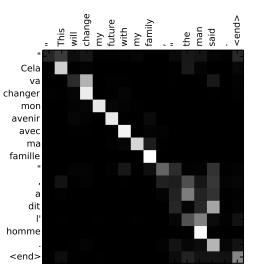 " This will change my future with my family , " the man said . <end>
"
Cela
va
changer
mon
avenir
avec
ma
famille
"
,
a
dit
l'
homme
.
<end>